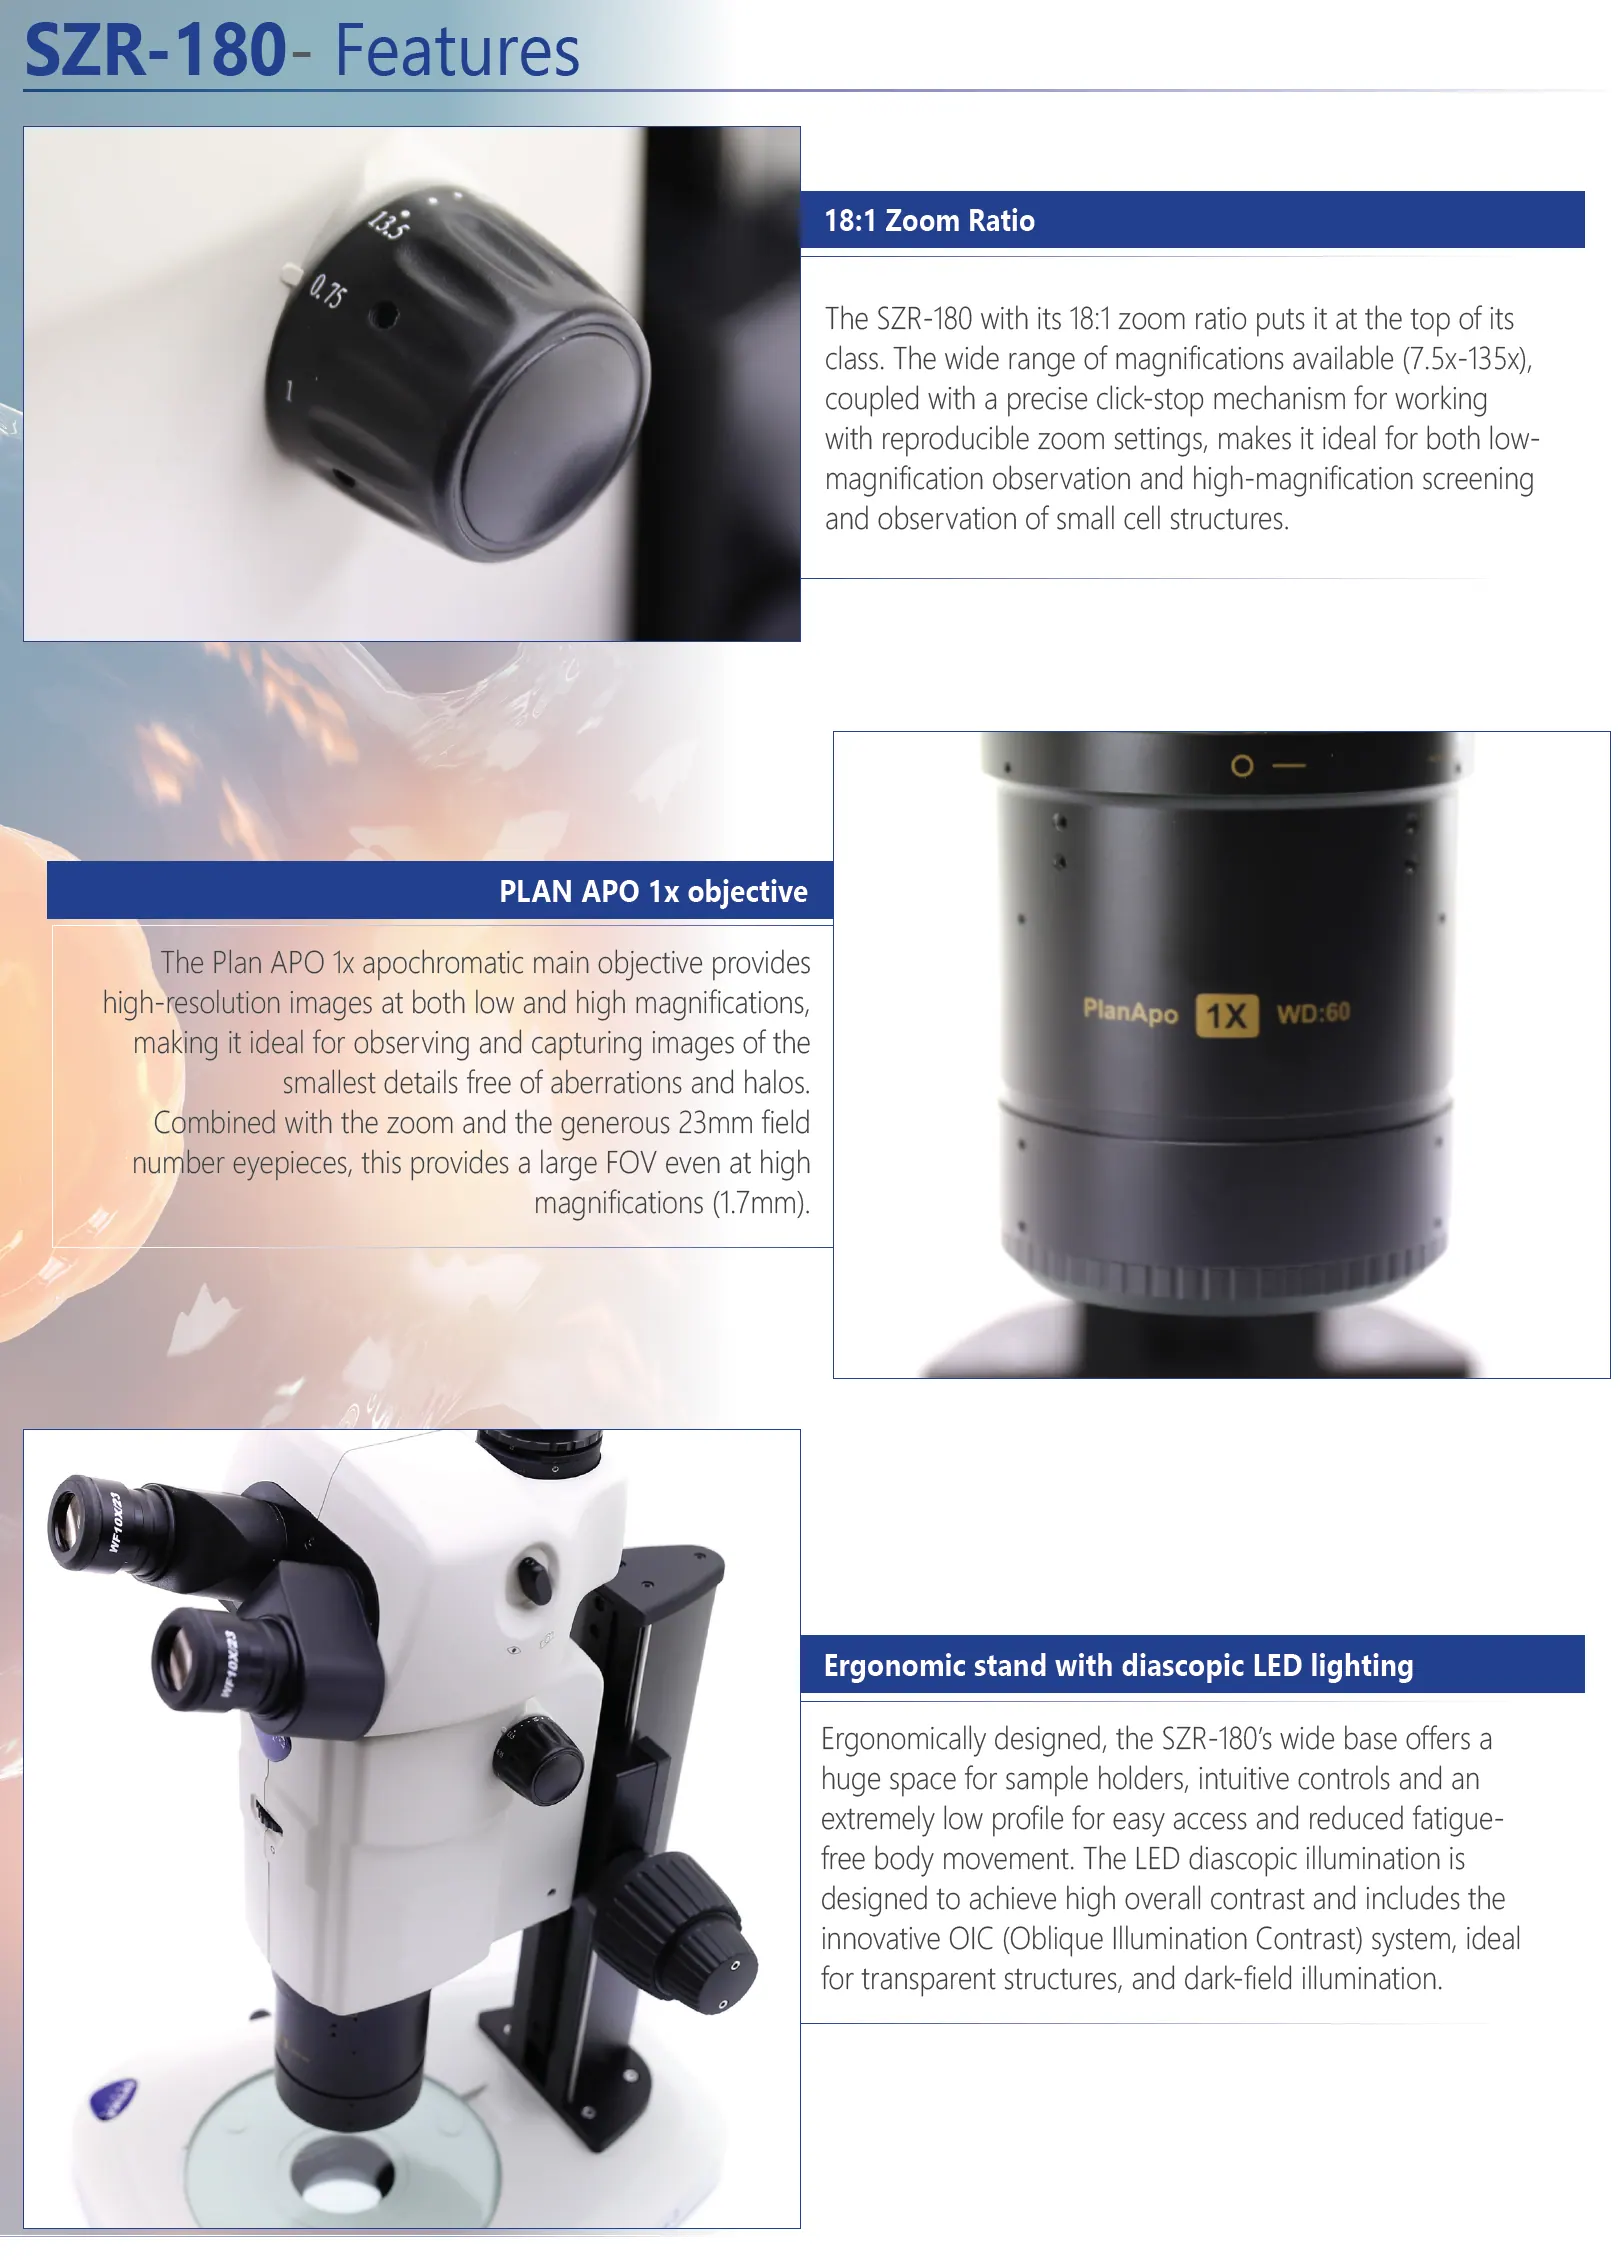 SZR-180- Features
13.5
0.75
1
18:1 Zoom Ratio
The SZR-180 with its 18:1 zoom ratio puts it at the top of its
class. The wide range of magnifications available (7.5x-135x),
coupled with a precise click-stop mechanism for working
with reproducible zoom settings, makes it ideal for both low-
magnification observation and high-magnification screening
and observation of small cell structures.
PLAN APO 1x objective
The Plan APO 1x apochromatic main objective provides
high-resolution images at both low and high magnifications,
making it ideal for observing and capturing images of the
smallest details free of aberrations and halos.
Combined with the zoom and the generous 23mm field
number eyepieces, this provides a large FOV even at high
magnifications (1.7mm).
PlanApo 1X WD:60
WF10X/23
WF10X/23
Ergonomic stand with diascopic LED lighting
Ergonomically designed, the SZR-180’s wide base offers a
huge space for sample holders, intuitive controls and an
extremely low profile for easy access and reduced fatigue-
free body movement. The LED diascopic illumination is
designed to achieve high overall contrast and includes the
innovative OIC (Oblique Illumination Contrast) system, ideal
for transparent structures, and dark-field illumination.